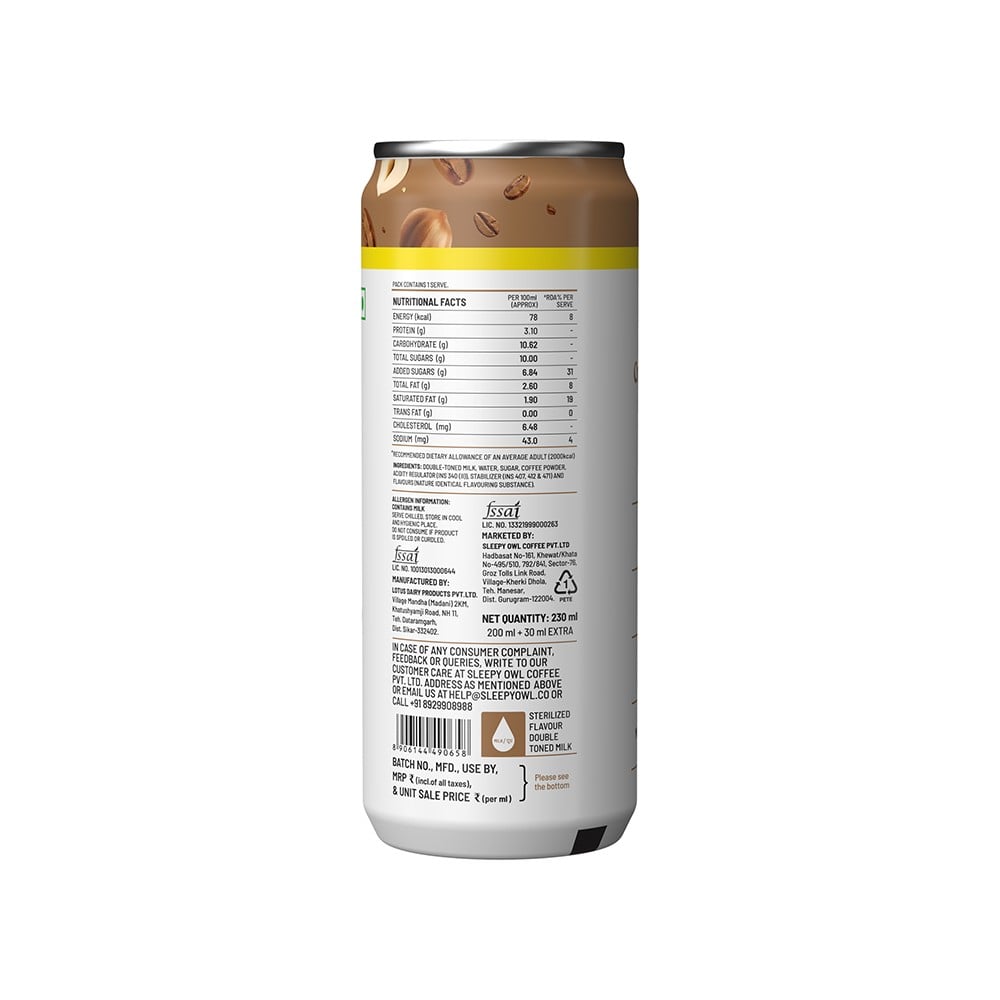 PACK CONTAINS 1 SERVE.
NUTRITIONAL FACTS PER 100ml (APPROX) *RDA% PER SERVE
ENERGY (kcal) 78 8
PROTEIN (g) 3.10 -
CARBOHYDRATE (g) 10.62 -
TOTAL SUGARS (g) 10.00 -
ADDED SUGARS (g) 6.84 31
TOTAL FAT (g) 2.60 8
SATURATED FAT (g) 1.90 19
TRANS FAT (g) 0.00 0
CHOLESTEROL (mg) 6.48 -
SODIUM (mg) 43.0 4
*RECOMMENDED DIETARY ALLOWANCE OF AN AVERAGE ADULT (2000kcal)
INGREDIENTS: DOUBLE-TONED MILK, WATER, SUGAR, COFFEE POWDER,
ACIDITY REGULATOR (INS 340 (II)), STABILIZER (INS 407, 412 & 471) AND
FLAVOURS (NATURE IDENTICAL FLAVOURING SUBSTANCE).
ALLERGEN INFORMATION:
CONTAINS MILK
SERVE CHILLED, STORE IN COOL
AND HYGIENIC PLACE.
DO NOT CONSUME IF PRODUCT
IS SPOILED OR CURDLED.
fssai
LIC. NO. 10013013000644
MANUFACTURED BY:
LOTUS DAIRY PRODUCTS PVT. LTD.
Village Mandha (Madani) 2KM,
Khatushyamji Road, NH 11,
Teh. Dataramgarh,
Dist. Sikar-332402.
fssai
LIC. NO. 13321999000263
MARKETED BY:
SLEEPY OWL COFFEE PVT.LTD
Hadbasat No-161, Khewat/Khata
No-495/510, 792/841, Sector-76,
Groz Tolls Link Road,
Village-Kherki Dhola,
Teh. Manesar,
Dist. Gurugram-122004.
1
PETE
NET QUANTITY: 230 ml
200 ml + 30 ml EXTRA
IN CASE OF ANY CONSUMER COMPLAINT,
FEEDBACK OR QUERIES, WRITE TO OUR
CUSTOMER CARE AT SLEEPY OWL COFFEE
PVT. LTD. ADDRESS AS MENTIONED ABOVE
OR EMAIL US AT HELP@SLEEPYOWL.CO OR
CALL +91 8929908988
8 906144 490658
STERILIZED
FLAVOUR
DOUBLE
TONED MILK
BATCH NO., MFD., USE BY,
MRP ₹ (incl.of all taxes),
& UNIT SALE PRICE ₹ (per ml)
Please see
the bottom